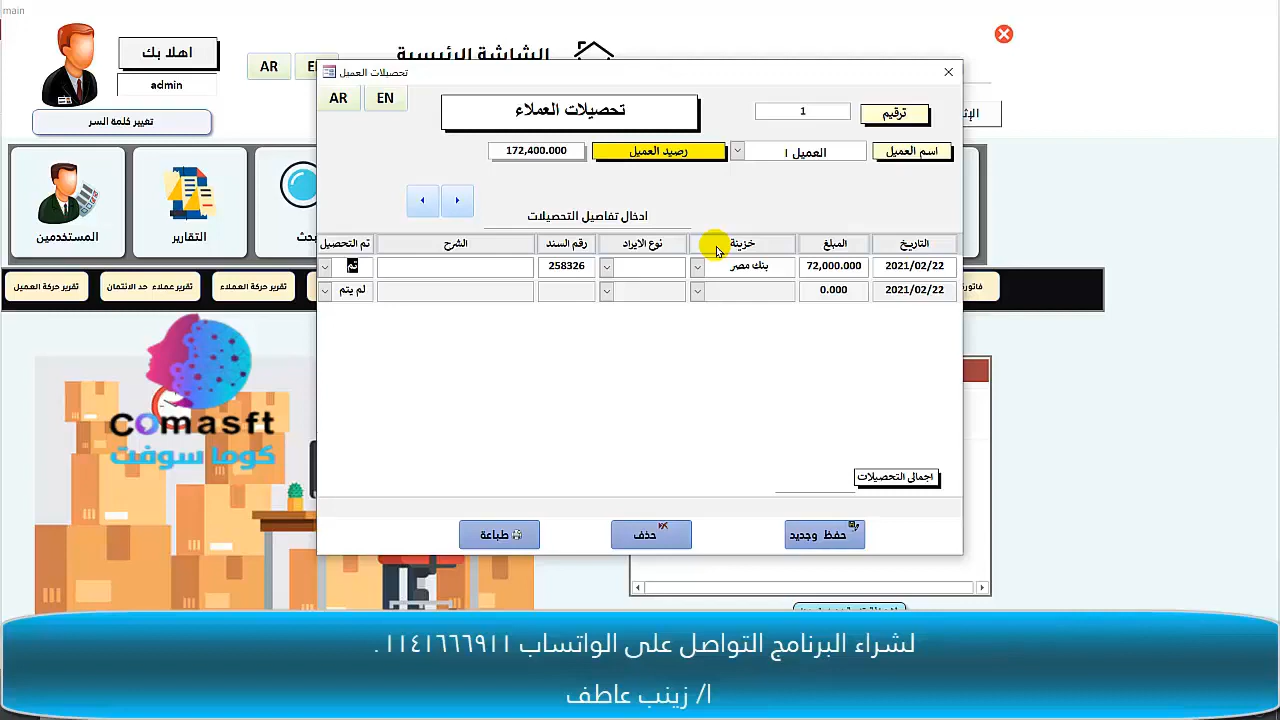 main
اهلا بك
admin
تغيير كلمة السر
AR
الشاشة الرئيسية
المستخدمين
التقارير
تقرير حركة العميل
تقرير عملاء حد الائتمان
تقرير حركة العملاء
تحصيلات العميل
AR EN
تحصيلات العملاء
ترقيم 1
اسم العميل العميل ا رصيد العميل 172,400.000
ادخال تفاصيل التحصيلات
التاريخ المبلغ خزينة نوع الايراد رقم السند الشرح تم التحصيل
2021/02/22 72,000.000 بنك مصر 258326 تم
2021/02/22 0.000 لم يتم
اجمالى التحصيلات
حفظ وجديد حذف طباعة
Comasft
كوما سوفت
لشراء البرنامج التواصل على الواتساب ١١٤١٦٦٦٩١١ .
ا/ زينب عاطف